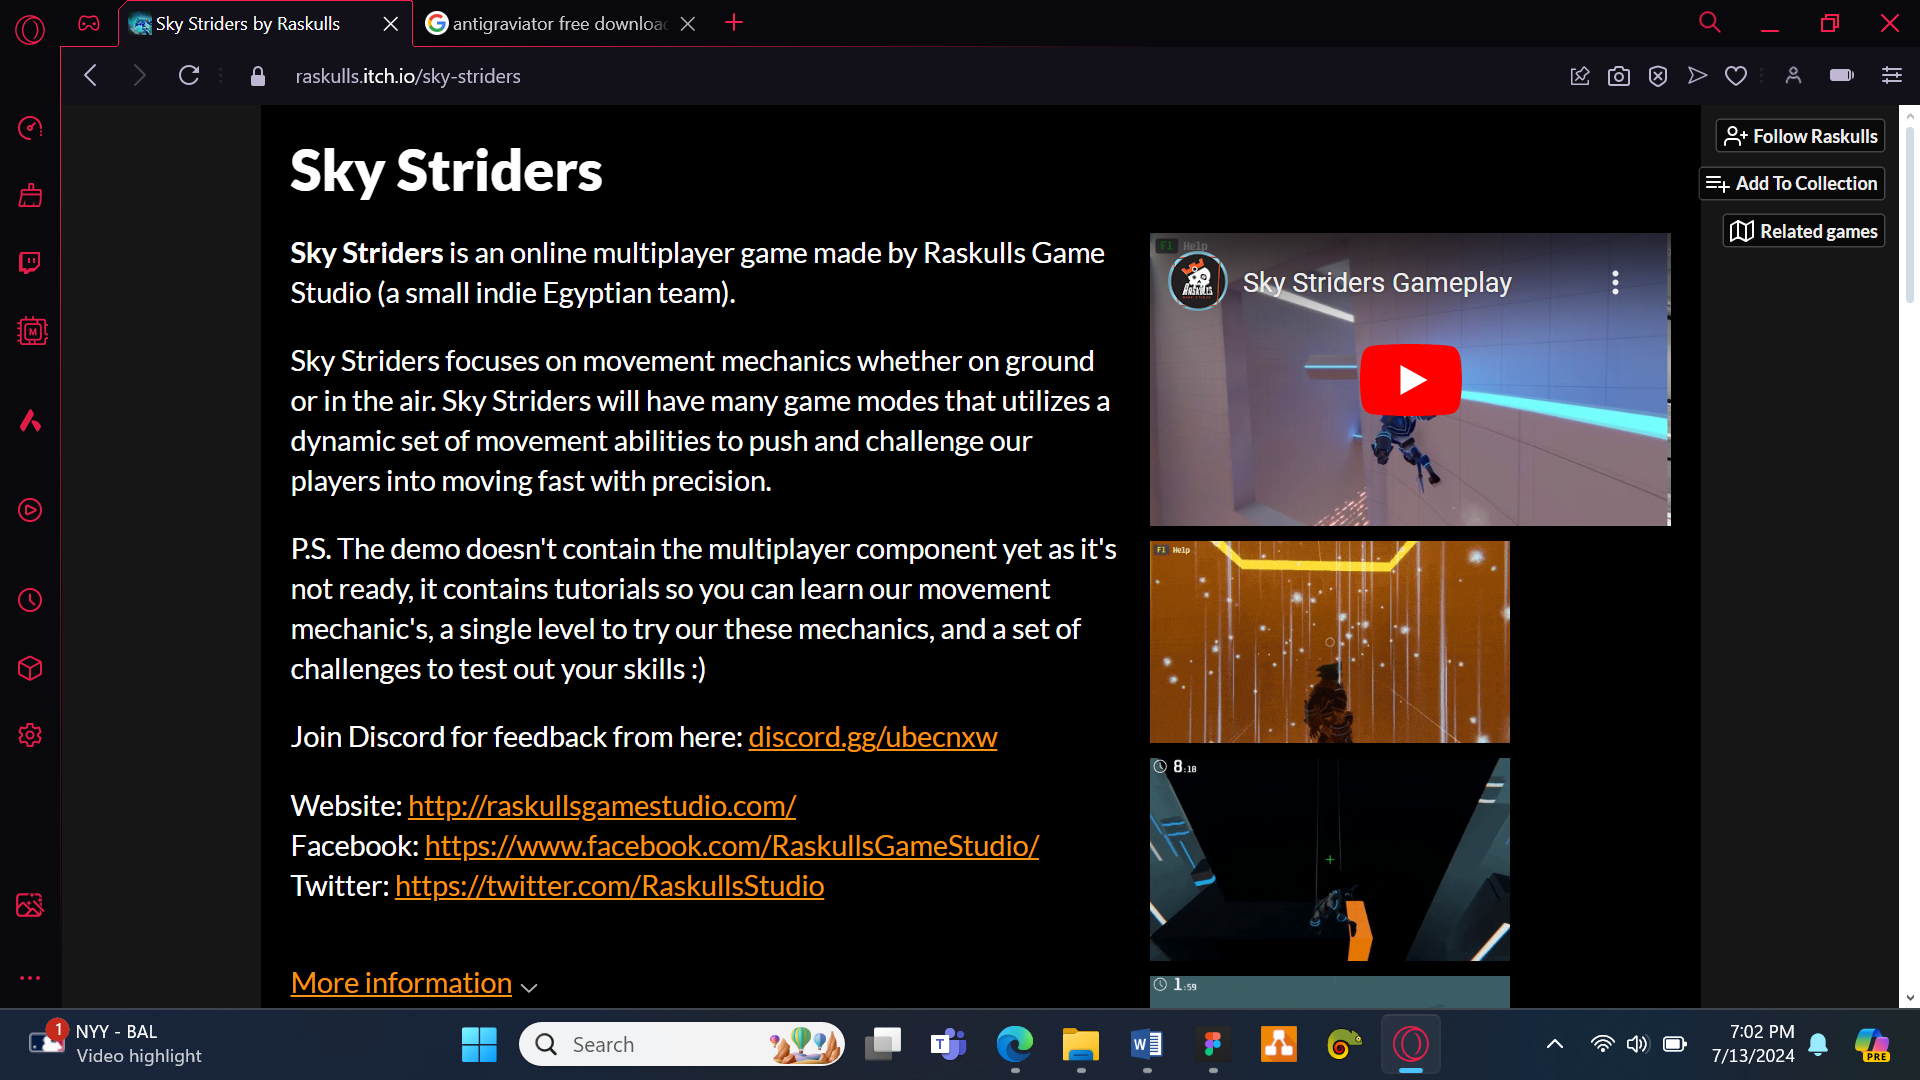 Sky Striders by Raskulls
antigraviator free downloa
raskulls.itch.io/sky-striders
Follow Raskulls
Add To Collection
Related games
Sky Striders
Sky Striders is an online multiplayer game made by Raskulls Game
Studio (a small indie Egyptian team).
Sky Striders focuses on movement mechanics whether on ground
or in the air. Sky Striders will have many game modes that utilizes a
dynamic set of movement abilities to push and challenge our
players into moving fast with precision.
P.S. The demo doesn't contain the multiplayer component yet as it's
not ready, it contains tutorials so you can learn our movement
mechanic's, a single level to try our these mechanics, and a set of
challenges to test out your skills :)
Join Discord for feedback from here: discord.gg/ubecnxw
Website: http://raskullsgamestudio.com/
Facebook: https://www.facebook.com/RaskullsGameStudio/
Twitter: https://twitter.com/RaskullsStudio
More information
F1 Help
RASKULLS
Sky Striders Gameplay
F1 Help
8:18
1:59
1
NYY - BAL
Video highlight
Search
7:02 PM
7/13/2024
PRE